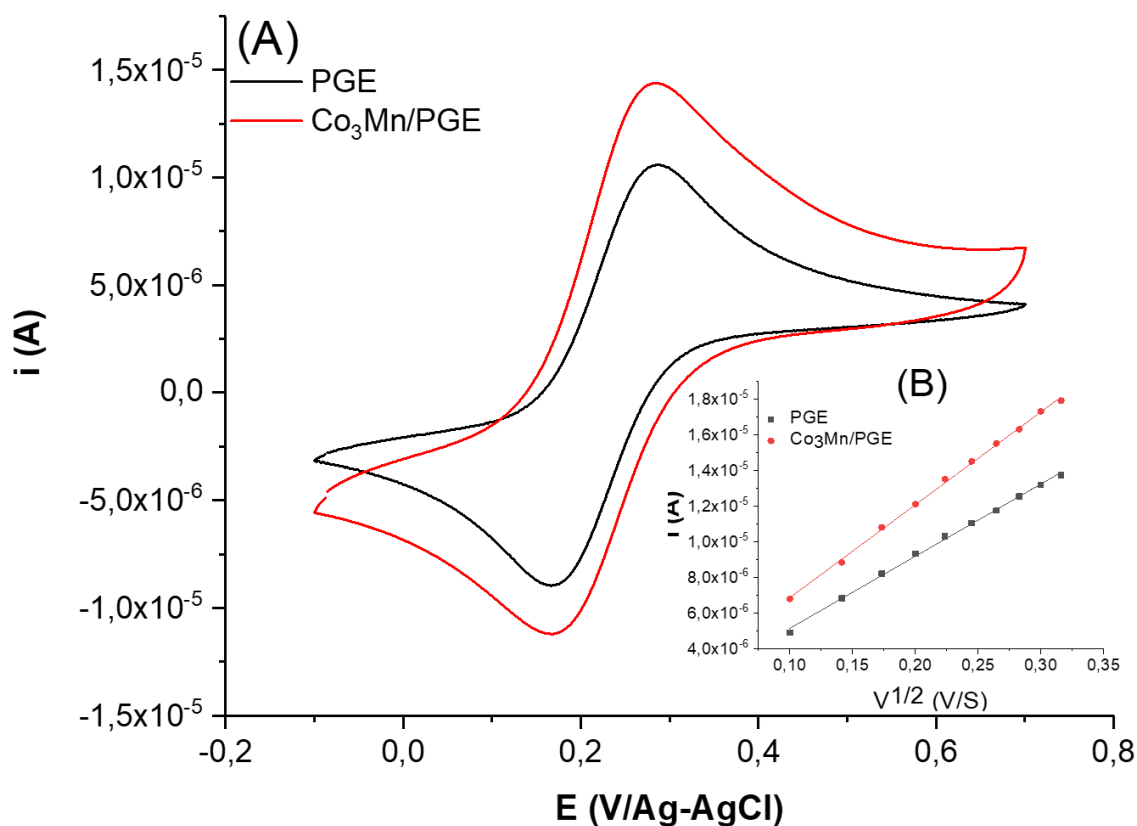 (A)
PGE
Co₃Mn/PGE
1,5x10⁻⁵
1,0x10⁻⁵
5,0x10⁻⁶
0,0
-5,0x10⁻⁶
-1,0x10⁻⁵
-1,5x10⁻⁵
i (A)
-0,2 0,0 0,2 0,4 0,6 0,8
E (V/Ag-AgCl)
(B)
PGE
Co₃Mn/PGE
1,8x10⁻⁵
1,6x10⁻⁵
1,4x10⁻⁵
1,2x10⁻⁵
1,0x10⁻⁵
8,0x10⁻⁶
6,0x10⁻⁶
4,0x10⁻⁶
(A)
0,10 0,15 0,20 0,25 0,30 0,35
V1/2 (V/S)